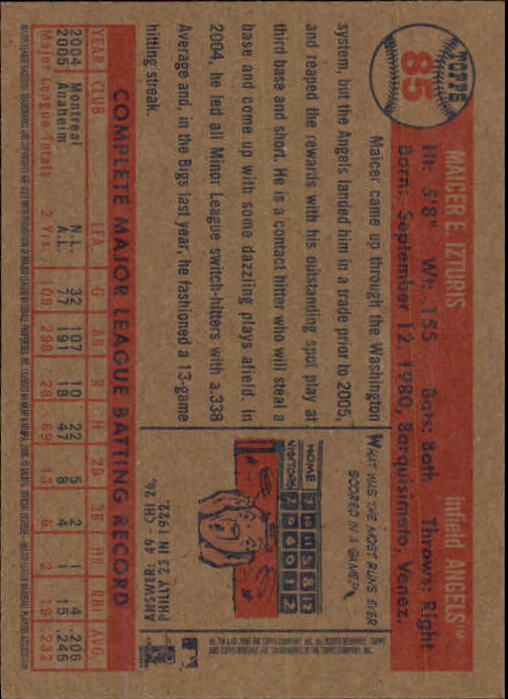 TOPPS
85
MAICER E. IZTURIS infield ANGELS™
Ht: 5'8" Wt: 155 Bats: Both Throws: Right
Born: September 12, 1980, Barquisimeto, Venez.
Maicer came up through the Washington
system, but the Angels landed him in a trade prior to 2005,
and reaped the rewards with his outstanding spot play at
third base and short. He is a contact hitter who will steal a
base and come up with some dazzling plays afield. In
2004, he led all Minor League switch-hitters with a .338
Average and, in the Bigs last year, he fashioned a 13-game
hitting streak.
WHAT WAS THE MOST RUNS EVER
SCORED IN A GAME?
HOME
VISITORS
ANSWER: 49 - CHI 26,
PHILLY 23 IN 1922.
COMPLETE MAJOR LEAGUE BATTING RECORD
YEAR CLUB LEA. G AB R H 2B 3B HR RBI AVG.
2004 Montreal N.L. 32 107 10 22 5 2 1 4 .206
2005 Anaheim A.L. 77 191 18 47 8 4 1 15 .246
Major League Totals 2 Yrs. 108 298 28 69 13 6 2 19 .232